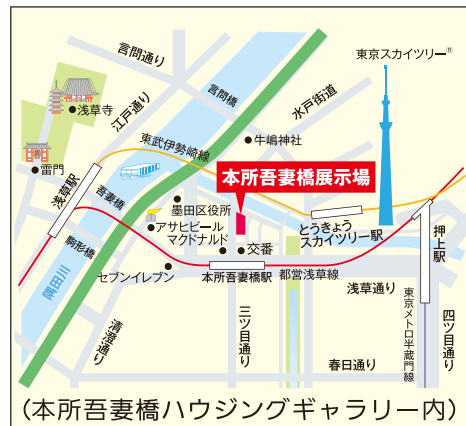 言問通り
東京スカイツリー®
言問橋
水戸街道
江戸通り
浅草寺
東武伊勢崎線
牛嶋神社
雷門
浅草駅
吾妻橋
本所吾妻橋展示場
墨田区役所
アサヒビール
マクドナルド
交番
とうきょう
スカイツリー駅
押上駅
駒形橋
セブンイレブン
本所吾妻橋駅
都営浅草線
浅草通り
隅田川
清澄通り
三ツ目通り
東京メトロ半蔵門線
四ツ目通り
春日通り
(本所吾妻橋ハウジングギャラリー内)